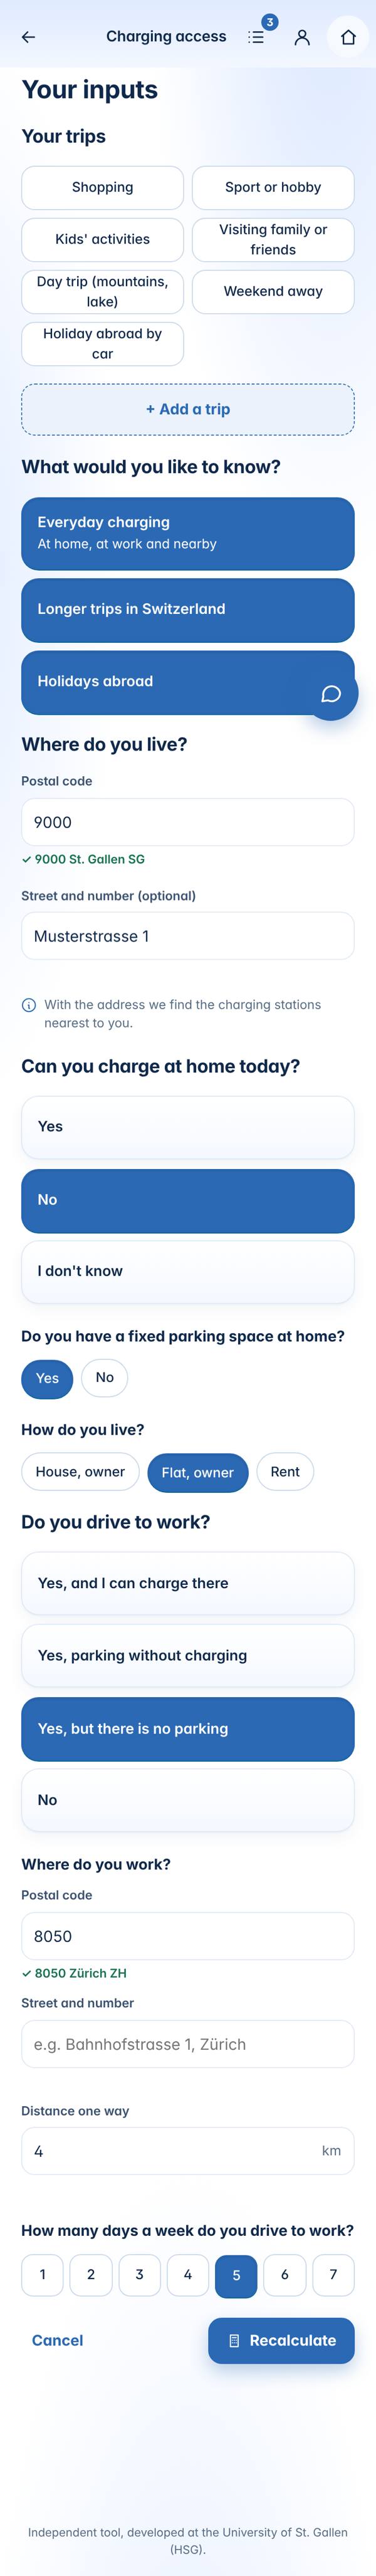 Charging access
3
Your inputs
Your trips
Shopping
Sport or hobby
Kids' activities
Visiting family or
friends
Day trip (mountains,
lake)
Weekend away
Holiday abroad by
car
+ Add a trip
What would you like to know?
Everyday charging
At home, at work and nearby
Longer trips in Switzerland
Holidays abroad
Where do you live?
Postal code
9000
✓ 9000 St. Gallen SG
Street and number (optional)
Musterstrasse 1
With the address we find the charging stations
nearest to you.
Can you charge at home today?
Yes
No
I don't know
Do you have a fixed parking space at home?
Yes
No
How do you live?
House, owner
Flat, owner
Rent
Do you drive to work?
Yes, and I can charge there
Yes, parking without charging
Yes, but there is no parking
No
Where do you work?
Postal code
8050
✓ 8050 Zürich ZH
Street and number
e.g. Bahnhofstrasse 1, Zürich
Distance one way
4
km
How many days a week do you drive to work?
1
2
3
4
5
6
7
Cancel
Recalculate
Independent tool, developed at the University of St. Gallen
(HSG).